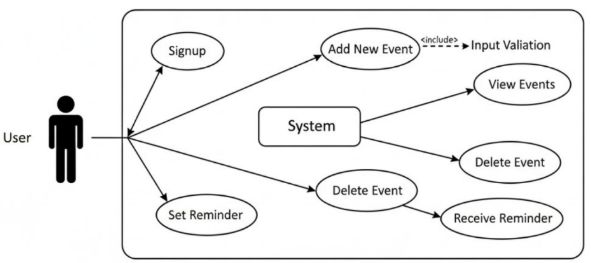 Signup
Add New Event
<include>
Input Valiation
View Events
User
System
Delete Event
Delete Event
Set Reminder
Receive Reminder